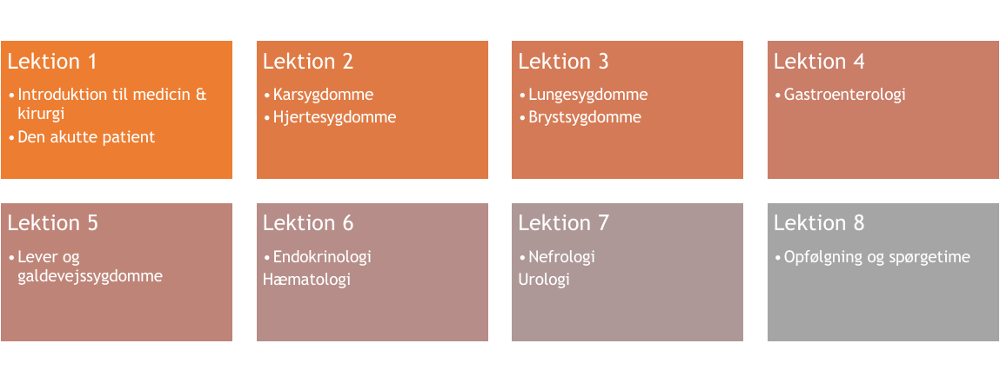 Lektion 1
• Introduktion til medicin &
kirurgi
• Den akutte patient
Lektion 2
• Karsygdomme
• Hjertesygdomme
Lektion 3
• Lungesygdomme
• Brystsygdomme
Lektion 4
• Gastroenterologi
Lektion 5
• Lever og
galdevejssygdomme
Lektion 6
• Endokrinologi
Hæmatologi
Lektion 7
• Nefrologi
Urologi
Lektion 8
• Opfølgning og spørgetime